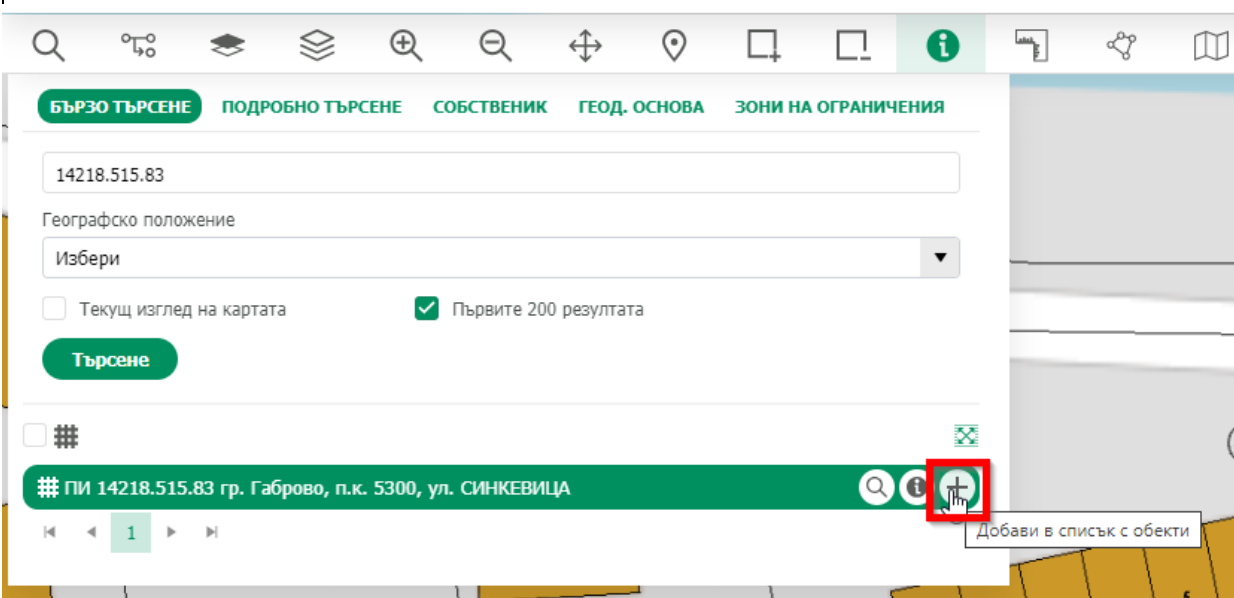 БЪРЗО ТЪРСЕНЕ ПОДРОБНО ТЪРСЕНЕ СОБСТВЕНИК ГЕОД. ОСНОВА ЗОНИ НА ОГРАНИЧЕНИЯ
14218.515.83
Географско положение
Избери
Текущ изглед на картата Първите 200 резултата
Търсене
ПИ 14218.515.83 гр. Габрово, п.к. 5300, ул. СИНКЕВИЦА
1
Добави в списък с обекти